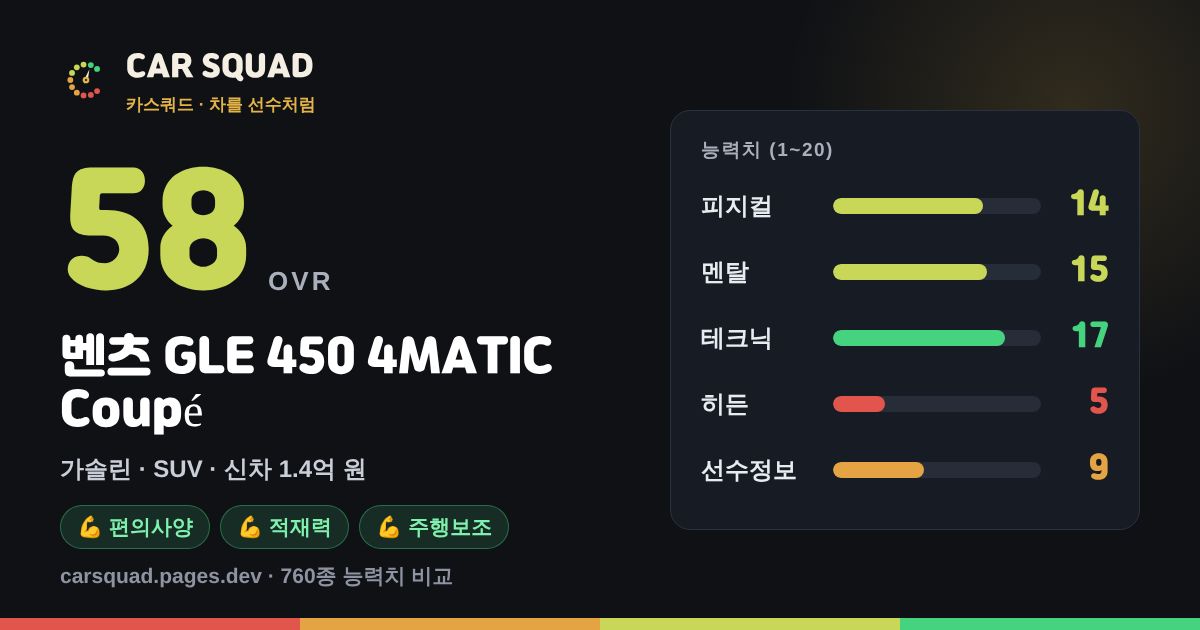 CAR SQUAD
카스쿼드 · 차를 선수처럼
58 OVR
벤츠 GLE 450 4MATIC
Coupé
가솔린 · SUV · 신차 1.4억 원
💪 편의사양 💪 적재력 💪 주행보조
carsquad.pages.dev · 760종 능력치 비교
능력치 (1~20)
피지컬 14
멘탈 15
테크닉 17
히든 5
선수정보 9